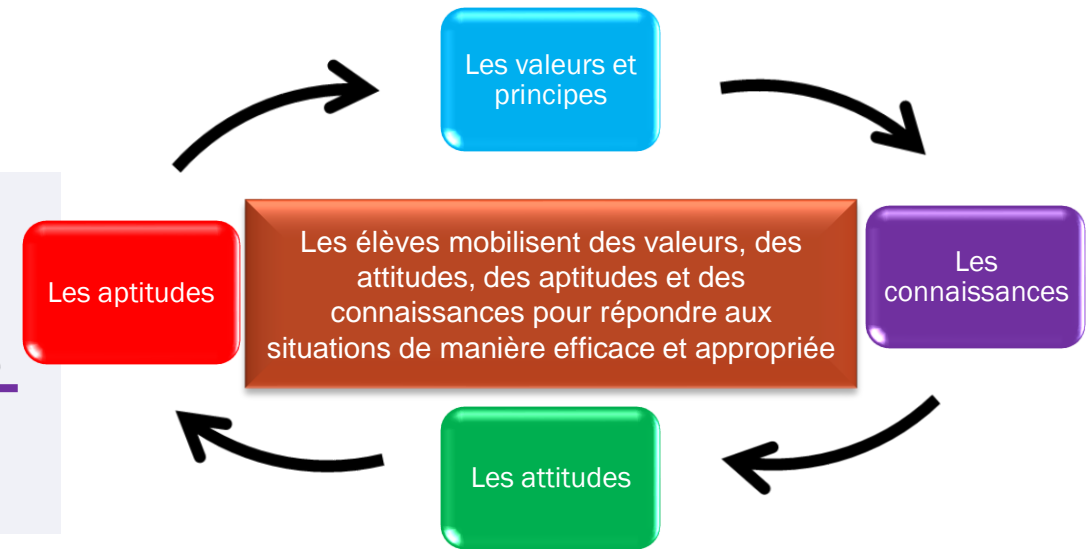 Les valeurs et
principes
Les élèves mobilisent des valeurs, des
attitudes, des aptitudes et des
connaissances pour répondre aux
situations de manière efficace et appropriée
Les aptitudes
Les
connaissances
Les attitudes